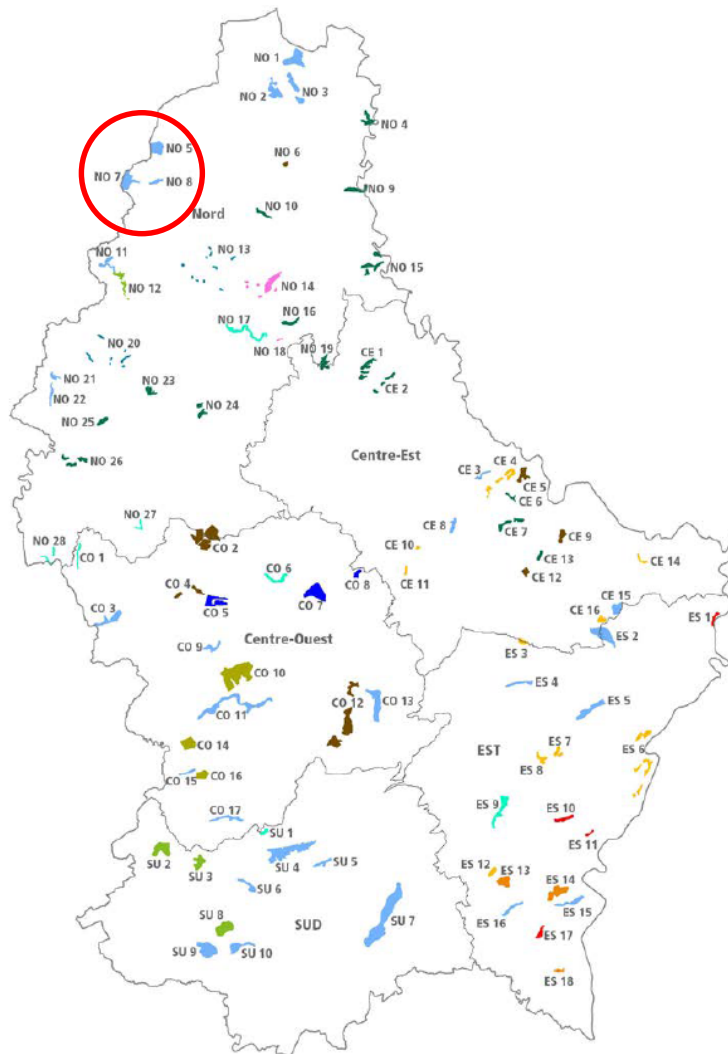 NO 1
NO 2
NO 3
NO 4
NO 5
NO 6
NO 7
NO 8
NO 9
NO 10
Nord
NO 11
NO 12
NO 13
NO 14
NO 15
NO 16
NO 17
NO 18
NO 19
NO 20
NO 21
NO 22
NO 23
NO 24
NO 25
NO 26
NO 27
NO 28
CE 1
CE 2
Centre-Est
CE 3
CE 4
CE 5
CE 6
CE 7
CE 8
CE 9
CE 10
CE 11
CE 12
CE 13
CE 14
CE 15
CE 16
CO 1
CO 2
CO 3
CO 4
CO 5
CO 6
CO 7
CO 8
Centre-Ouest
CO 9
CO 10
CO 11
CO 12
CO 13
CO 14
CO 15
CO 16
CO 17
ES 1
ES 2
ES 3
ES 4
ES 5
EST
ES 6
ES 7
ES 8
ES 9
ES 10
ES 11
ES 12
ES 13
ES 14
ES 15
ES 16
ES 17
ES 18
SU 1
SU 2
SU 3
SU 4
SU 5
SU 6
SU 7
SU 8
SUD
SU 9
SU 10